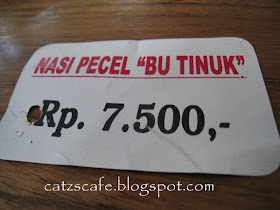 NASI PECEL "BU TINUK"
Rp. 7.500,-
catzscafe.blogspot.com